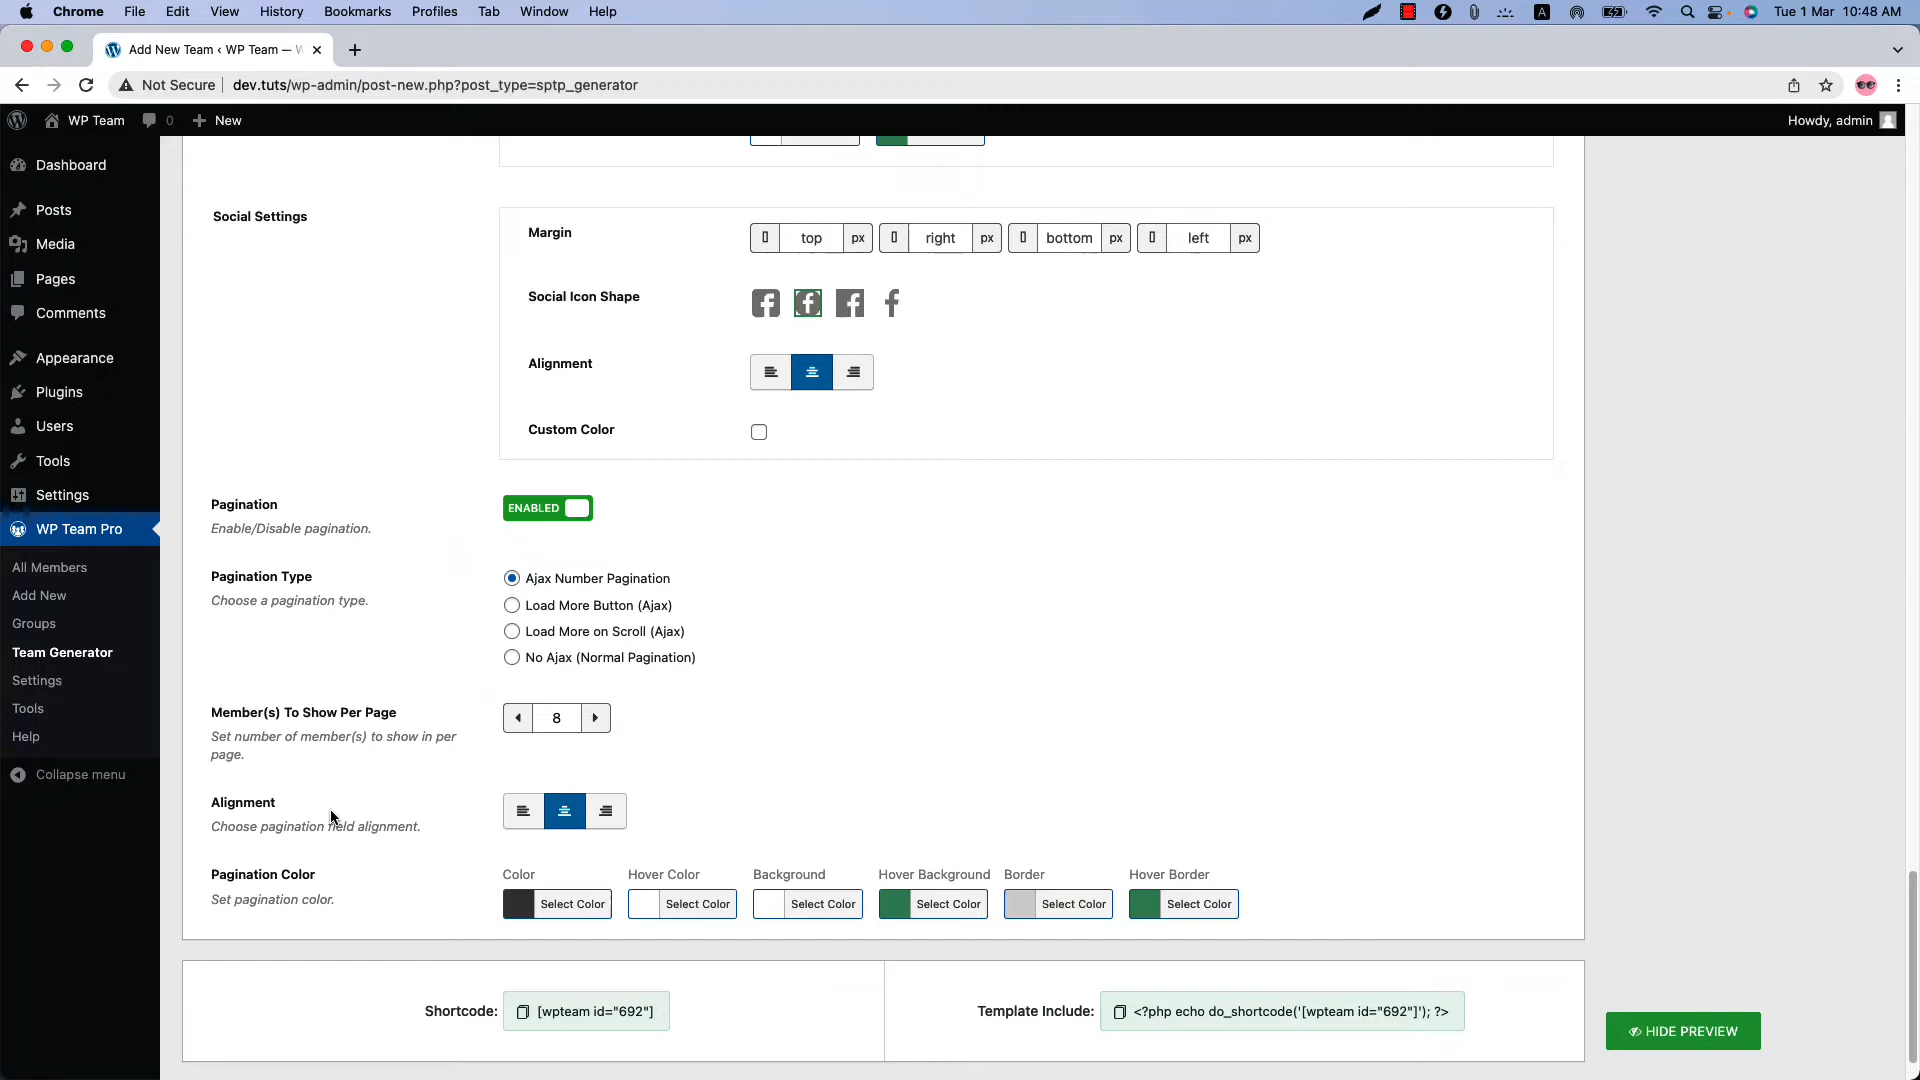 Chrome File Edit View History Bookmarks Profiles Tab Window Help
A
Tue 1 Mar 10:48 AM
Add New Team ‹ WP Team —
Not Secure dev.tuts/wp-admin/post-new.php?post_type=sptp_generator
WP Team 0 + New
Howdy, admin
Dashboard
Posts
Media
Pages
Comments
Appearance
Plugins
Users
Tools
Settings
WP Team Pro
All Members
Add New
Groups
Team Generator
Settings
Tools
Help
Collapse menu
Social Settings
Margin
top px right px bottom px left px
Social Icon Shape
Alignment
Custom Color
Pagination
Enable/Disable pagination.
ENABLED
Pagination Type
Choose a pagination type.
Ajax Number Pagination
Load More Button (Ajax)
Load More on Scroll (Ajax)
No Ajax (Normal Pagination)
Member(s) To Show Per Page
Set number of member(s) to show in per
page.
8
Alignment
Choose pagination field alignment.
Pagination Color
Set pagination color.
Color Hover Color Background Hover Background Border Hover Border
Select Color Select Color Select Color Select Color Select Color Select Color
Shortcode: [wpteam id="692"]
Template Include: <?php echo do_shortcode('[wpteam id="692"]'); ?>
HIDE PREVIEW